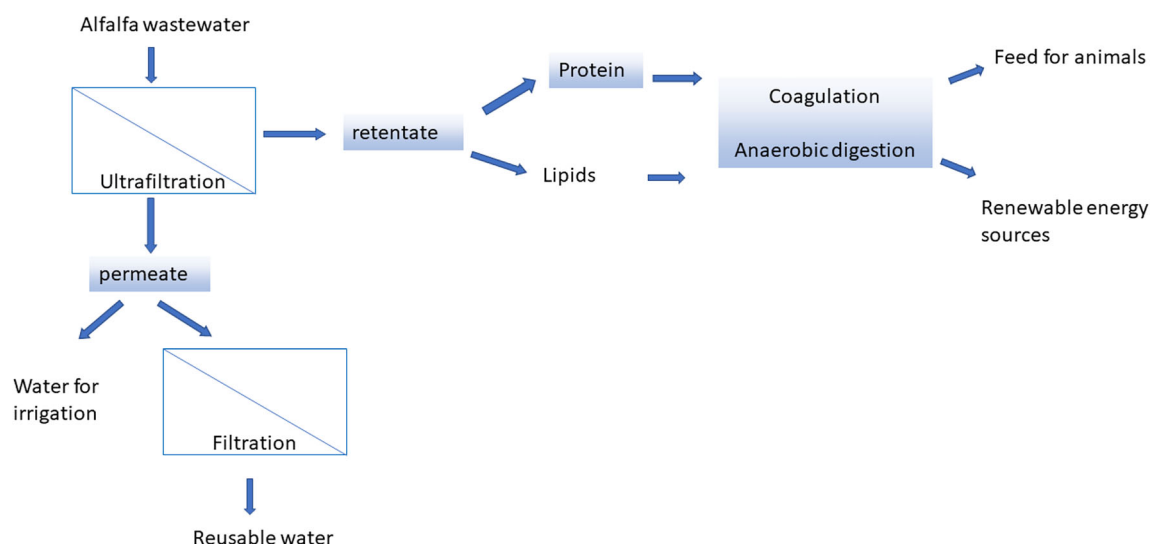 Alfalfa wastewater
Ultrafiltration
retentate
Protein
Lipids
Coagulation
Anaerobic digestion
Feed for animals
Renewable energy
sources
permeate
Water for
irrigation
Filtration
Reusable water